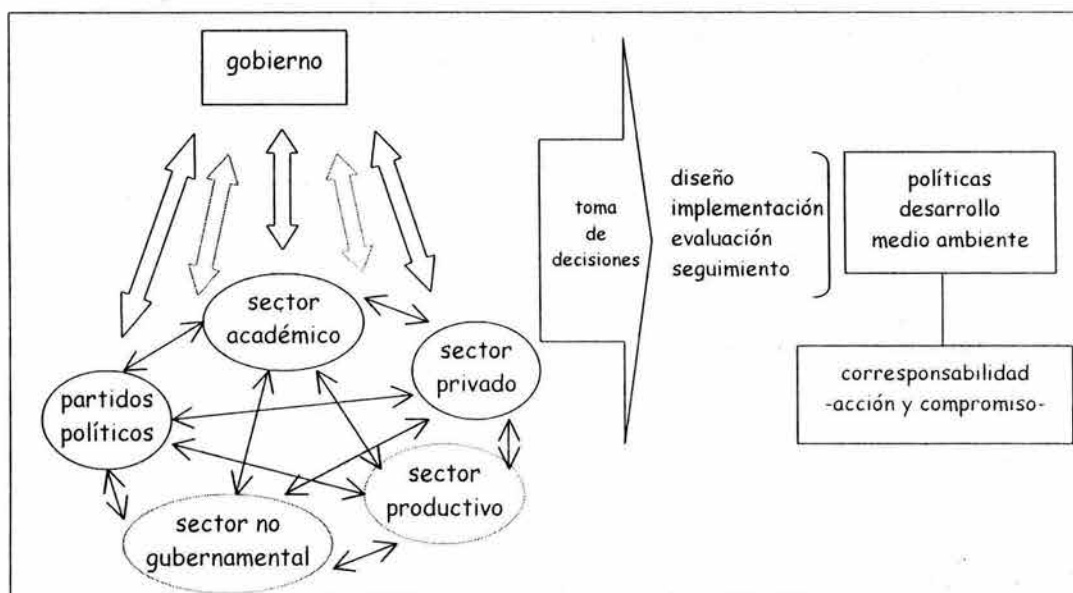 gobierno
sector
académico
sector
privado
partidos
políticos
sector
productivo
sector no
gubernamental
toma
de
decisiones
diseño
implementación
evaluación
seguimiento
políticas
desarrollo
medio ambiente
corresponsabilidad
-acción y compromiso-